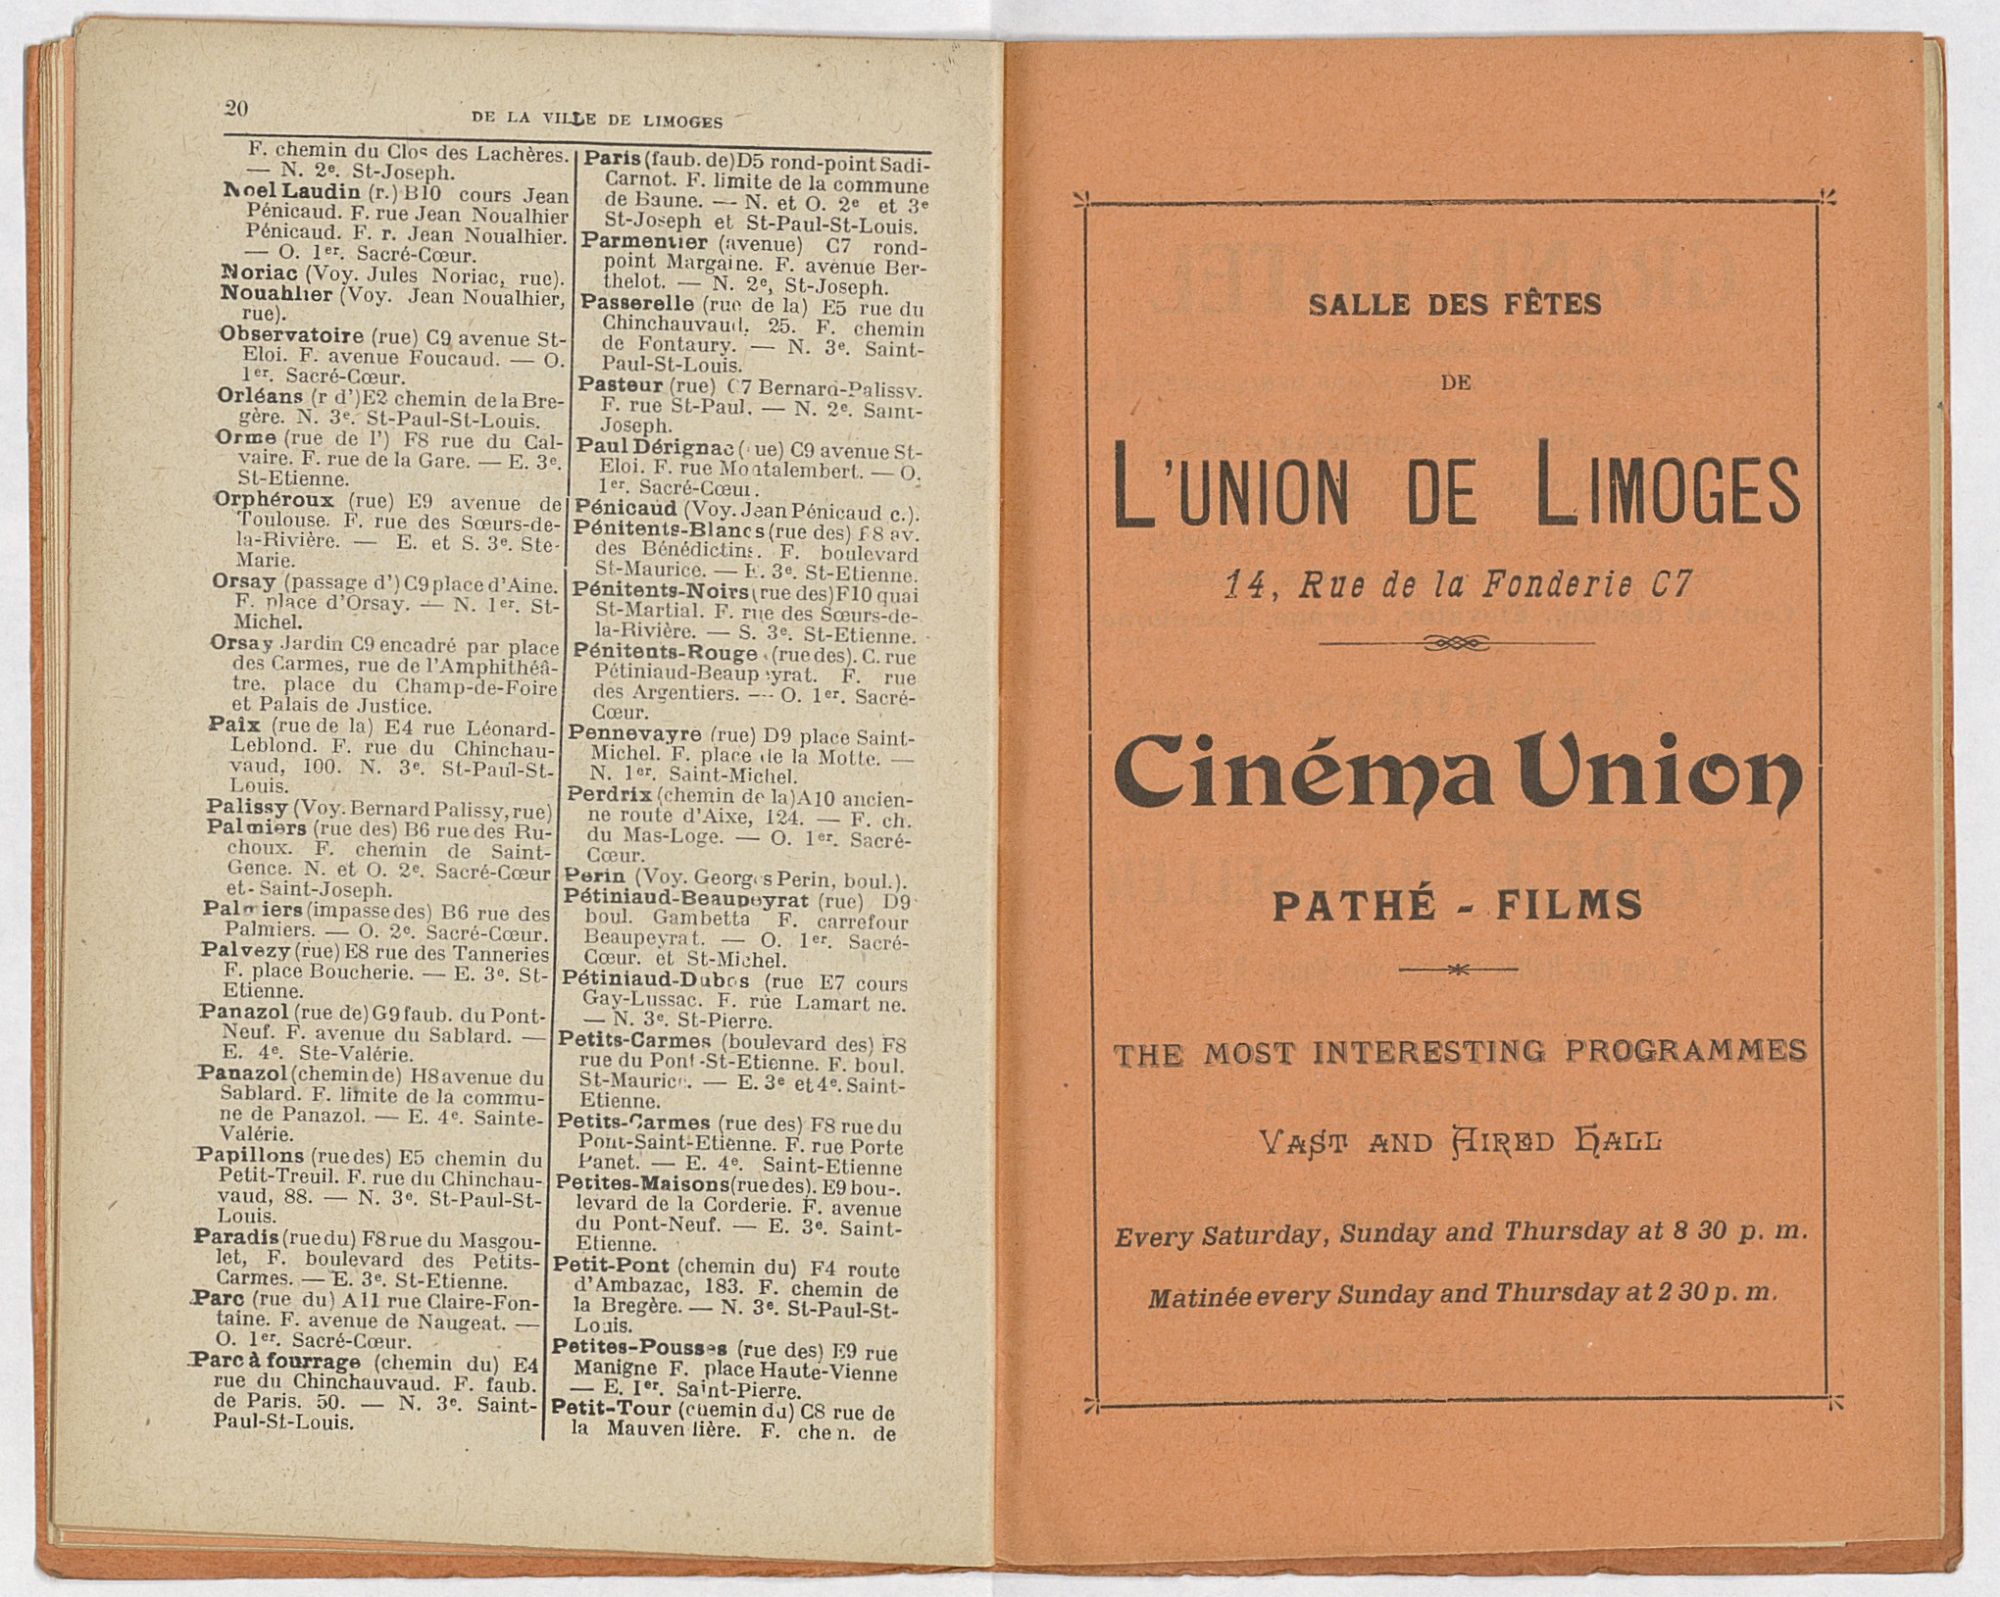 20
DE LA VILLE DE LIMOGES
F. chemin du Clos des Lachères.
— N. 2e. St-Joseph.
Noel Laudin (r.) B10 cours Jean
Pénicaud. F. rue Jean Noualhier
Pénicaud. F. r. Jean Noualhier.
— O. 1er. Sacré-Cœur.
Noriac (Voy. Jules Noriac, rue).
Nouahlier (Voy. Jean Noualhier,
rue).
Observatoire (rue) C9 avenue St-
Eloi. F. avenue Foucaud. — O.
1er. Sacré-Cœur.
Orléans (r d') E2 chemin de la Bre-
gère. N. 3e. St-Paul-St-Louis.
Orme (rue de l') F8 rue du Cal-
vaire. F. rue de la Gare. — E. 3e.
St-Etienne.
Orphéroux (rue) E9 avenue de
Toulouse. F. rue des Sœurs-de-
la-Rivière. — E. et S. 3e. Ste-
Marie.
Orsay (passage d') C9 place d'Aine.
F. place d'Orsay. — N. 1er. St-
Michel.
Orsay Jardin C9 encadré par place
des Carmes, rue de l'Amphithéâ-
tre, place du Champ-de-Foire
et Palais de Justice.
Paix (rue de la) E4 rue Léonard-
Leblond. F. rue du Chinchau-
vaud, 100. N. 3e. St-Paul-St-
Louis.
Palissy (Voy. Bernard Palissy, rue)
Palmiers (rue des) B6 rue des Ru-
choux. F. chemin de Saint-
Gence. N. et O. 2e. Sacré-Cœur
et- Saint-Joseph.
Palmiers (impasse des) B6 rue des
Palmiers. — O. 2e. Sacré-Cœur.
Palvezy (rue) E8 rue des Tanneries
F. place Boucherie. — E. 3e. St-
Etienne.
Panazol (rue de) G9 faub. du Pont-
Neuf. F. avenue du Sablard. —
E. 4e. Ste-Valérie.
Panazol (chemin de) H8 avenue du
Sablard. F. limite de la commu-
ne de Panazol. — E. 4e. Sainte-
Valérie.
Papillons (rue des) E5 chemin du
Petit-Treuil. F. rue du Chinchau-
vaud, 88. — N. 3e. St-Paul-St-
Louis.
Paradis (rue du) F8 rue du Masgou-
let, F. boulevard des Petits-
Carmes. — E. 3e. St-Etienne.
Parc (rue du) A11 rue Claire-Fon-
taine. F. avenue de Naugeat. —
O. 1er. Sacré-Cœur.
Parc à fourrage (chemin du) E4
rue du Chinchauvaud. F. faub.
de Paris. 50. — N. 3e. Saint-
Paul-St-Louis.
Paris (faub. de) D5 rond-point Sadi-
Carnot. F. limite de la commune
de Baune. — N. et O. 2e et 3e
St-Joseph et St-Paul-St-Louis.
Parmentier (avenue) C7 rond-
point Margaine. F. avenue Ber-
thelot. — N. 2e, St-Joseph.
Passerelle (rue de la) E5 rue du
Chinchauvaud, 25. F. chemin
de Fontaury. — N. 3e. Saint-
Paul-St-Louis.
Pasteur (rue) C7 Bernard-Palissy.
F. rue St-Paul. — N. 2e. Saint-
Joseph.
Paul Dérignac (rue) C9 avenue St-
Eloi. F. rue Montalembert. — O.
1er. Sacré-Cœur.
Pénicaud (Voy. Jean Pénicaud c.).
Pénitents-Blancs (rue des) F8 av.
des Bénédictins. F. boulevard
St-Maurice. — E. 3e. St-Etienne.
Pénitents-Noirs (rue des) F10 quai
St-Martial. F. rue des Sœurs-de-
la-Rivière. — S. 3e. St-Etienne.
Pénitents-Rouge (rue des). C. rue
Pétiniaud-Beaupeyrat. F. rue
des Argentiers. — O. 1er. Sacré-
Cœur.
Pennevayre (rue) D9 place Saint-
Michel. F. place de la Motte. —
N. 1er. Saint-Michel.
Perdrix (chemin de la) A10 ancien-
ne route d'Aixe, 124. — F. ch.
du Mas-Loge. — O. 1er. Sacré-
Cœur.
Perin (Voy. Georges Perin, boul.).
Pétiniaud-Beaupeyrat (rue) D9
boul. Gambetta F. carrefour
Beaupeyrat. — O. 1er. Sacré-
Cœur. et St-Michel.
Pétiniaud-Dubos (rue E7 cours
Gay-Lussac. F. rue Lamart ne.
— N. 3e. St-Pierre.
Petits-Carmes (boulevard des) F8
rue du Pont-St-Etienne. F. boul.
St-Maurice. — E. 3e et 4e. Saint-
Etienne.
Petits-Carmes (rue des) F8 rue du
Pont-Saint-Etienne. F. rue Porte
Panet. — E. 4e. Saint-Etienne
Petites-Maisons (rue des). E9 bou-.
levard de la Corderie. F. avenue
du Pont-Neuf. — E. 3e. Saint-
Etienne.
Petit-Pont (chemin du) F4 route
d'Ambazac, 183. F. chemin de
la Bregère. — N. 3e. St-Paul-St-
Louis.
Petites-Pousses (rue des) E9 rue
Manigne F. place Haute-Vienne
— E. Ier. Saint-Pierre.
Petit-Tour (chemin du) C8 rue de
la Mauven lière. F. che n. de
SALLE DES FÊTES
DE
L'UNION DE LIMOGES
14, Rue de la Fonderie C7
Cinéma Union
PATHÉ - FILMS
THE MOST INTERESTING PROGRAMMES
VAST AND AIRED HALL
Every Saturday, Sunday and Thursday at 8 30 p. m.
Matinée every Sunday and Thursday at 2 30 p. m.